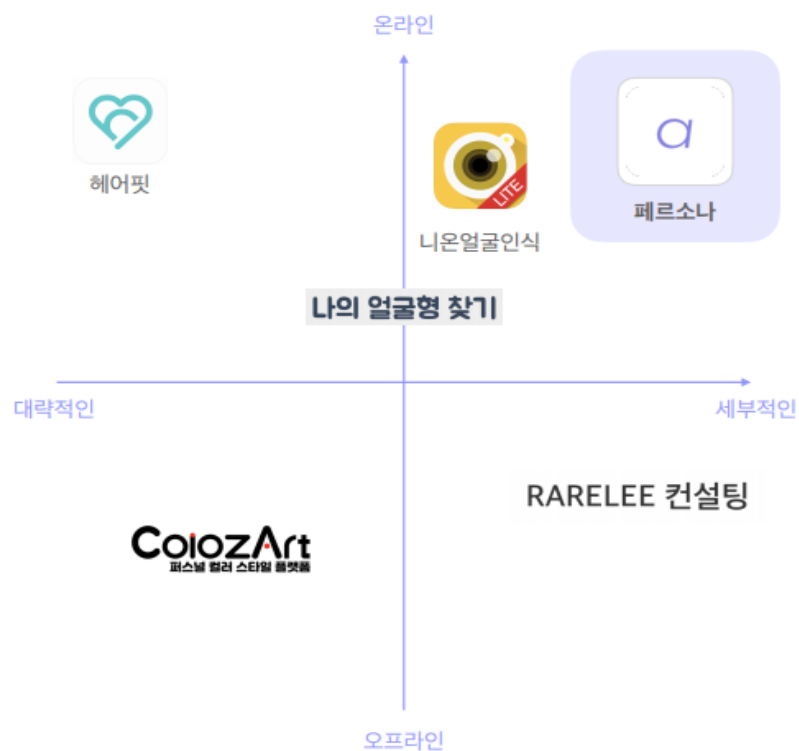 온라인
헤어핏
LITE
니온얼굴인식
a
페르소나
나의 얼굴형 찾기
대략적인
세부적인
RARELEE 컨설팅
ColozArt
퍼스널 컬러 스타일 플랫폼
오프라인